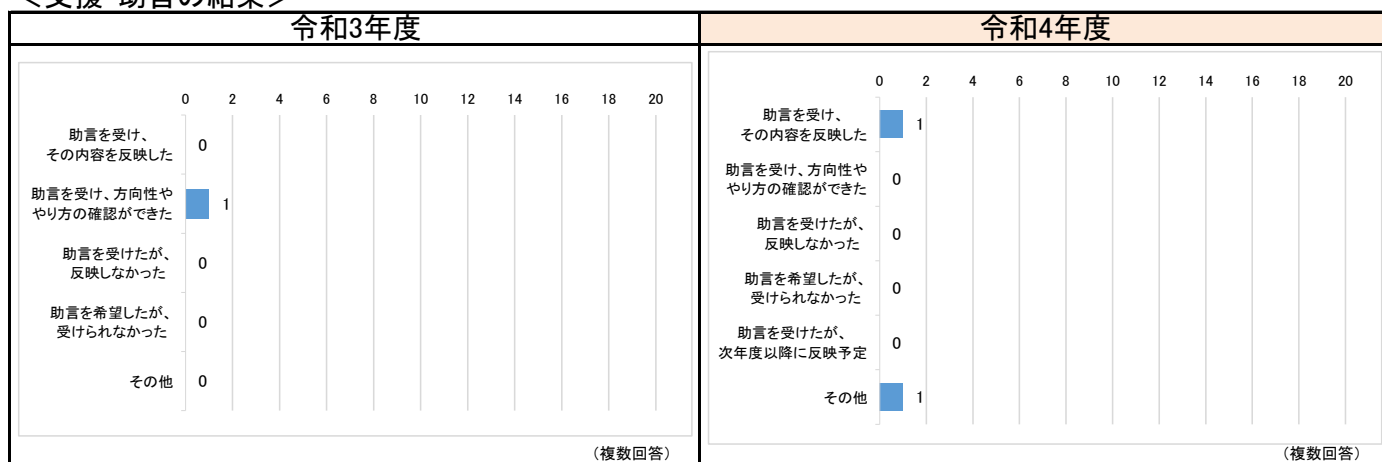 ＜支援・助言の結果＞
令和3年度
0 2 4 6 8 10 12 14 16 18 20
助言を受け、
その内容を反映した 0
助言を受け、方向性や
やり方の確認ができた 1
助言を受けたが、
反映しなかった 0
助言を希望したが、
受けられなかった 0
その他 0
（複数回答）
令和4年度
0 2 4 6 8 10 12 14 16 18 20
助言を受け、
その内容を反映した 1
助言を受け、方向性や
やり方の確認ができた 0
助言を受けたが、
反映しなかった 0
助言を希望したが、
受けられなかった 0
助言を受けたが、
次年度以降に反映予定 0
その他 1
（複数回答）